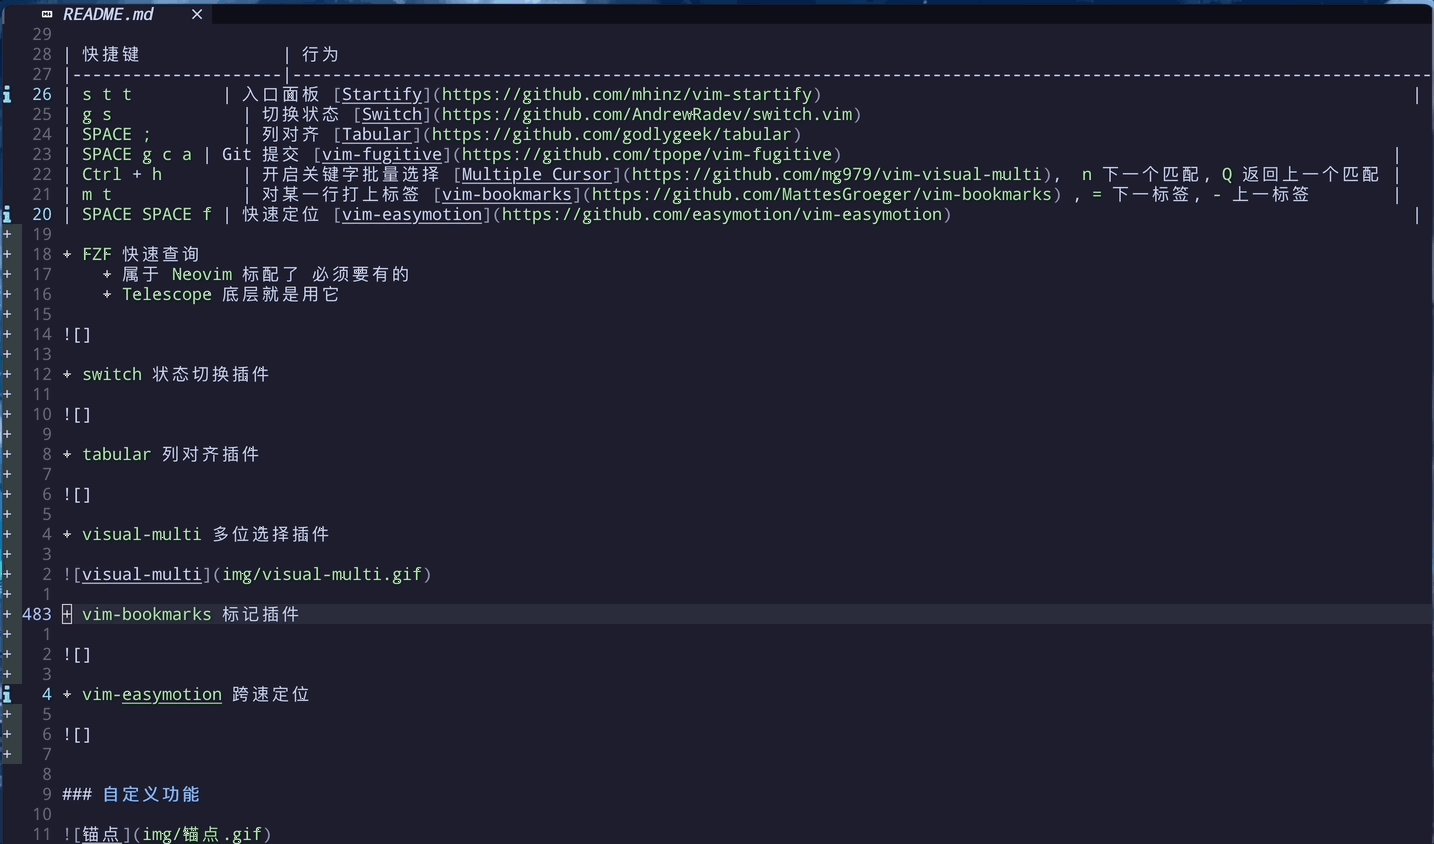 README.md ✕
29
28 | 快捷键 | 行为
27 |---------------------|------------------------------------------------------------------------------------------------------------------
26 | s t t | 入口面板 [Startify](https://github.com/mhinz/vim-startify) |
25 | g s | 切换状态 [Switch](https://github.com/AndrewRadev/switch.vim)
24 | SPACE ; | 列对齐 [Tabular](https://github.com/godlygeek/tabular)
23 | SPACE g c a | Git 提交 [vim-fugitive](https://github.com/tpope/vim-fugitive) |
22 | Ctrl + h | 开启关键字批量选择 [Multiple Cursor](https://github.com/mg979/vim-visual-multi), n 下一个匹配, Q 返回上一个匹配 |
21 | m t | 对某一行打上标签 [vim-bookmarks](https://github.com/MattesGroeger/vim-bookmarks) , = 下一标签, - 上一标签 |
20 | SPACE SPACE f | 快速定位 [vim-easymotion](https://github.com/easymotion/vim-easymotion) |
+ 19
+ 18 + FZF 快速查询
+ 17 + 属于 Neovim 标配了 必须要有的
+ 16 + Telescope 底层就是用它
+ 15
+ 14 ![]
+ 13
+ 12 + switch 状态切换插件
+ 11
+ 10 ![]
+ 9
+ 8 + tabular 列对齐插件
+ 7
+ 6 ![]
+ 5
+ 4 + visual-multi 多位选择插件
+ 3
+ 2 ![visual-multi](img/visual-multi.gif)
+ 1
+ 483 + vim-bookmarks 标记插件
+ 1
+ 2 ![]
+ 3
4 + vim-easymotion 跨速定位
+ 5
+ 6 ![]
+ 7
8
9 ### 自定义功能
10
11 ![锚点](img/锚点.gif)